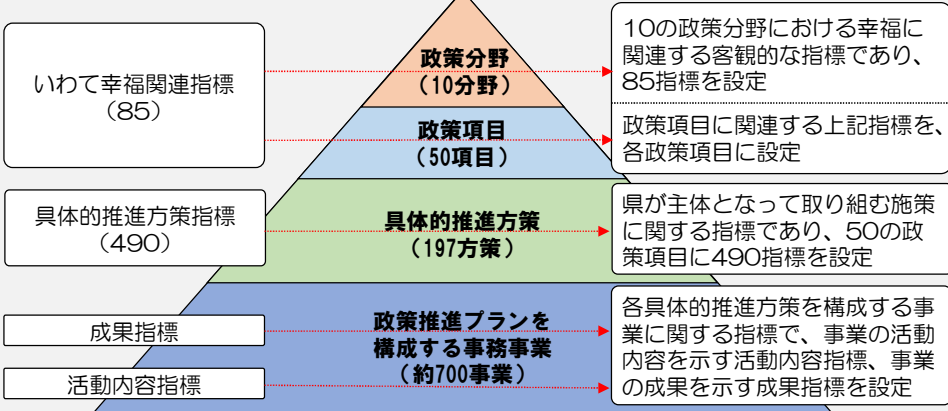 いわて幸福関連指標
（85）
政策分野
（10分野）
10の政策分野における幸福に
関連する客観的な指標であり、
85指標を設定
政策項目
（50項目）
政策項目に関連する上記指標を、
各政策項目に設定
具体的推進方策指標
（490）
具体的推進方策
（197方策）
県が主体となって取り組む施策
に関する指標であり、50の政
策項目に490指標を設定
成果指標
活動内容指標
政策推進プランを
構成する事務事業
（約700事業）
各具体的推進方策を構成する事
業に関する指標で、事業の活動
内容を示す活動内容指標、事業
の成果を示す成果指標を設定